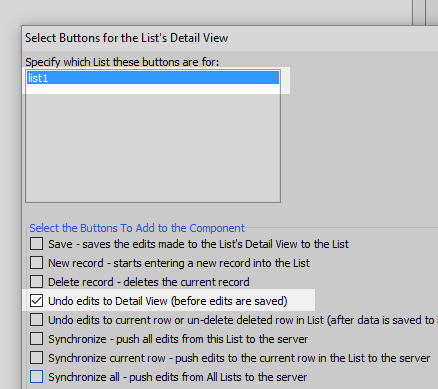 Select Buttons for the List's Detail View
Specify which List these buttons are for:
list1
Select the Buttons To Add to the Component
Save - saves the edits made to the List's Detail View to the List
New record - starts entering a new record into the List
Delete record - deletes the current record
Undo edits to Detail View (before edits are saved)
Undo edits to current row or un-delete deleted row in List (after data is saved to
Synchronize - push all edits from this List to the server
Synchronize current row - push edits to the current row in the List to the server
Synchronize all - push edits from All Lists to the server